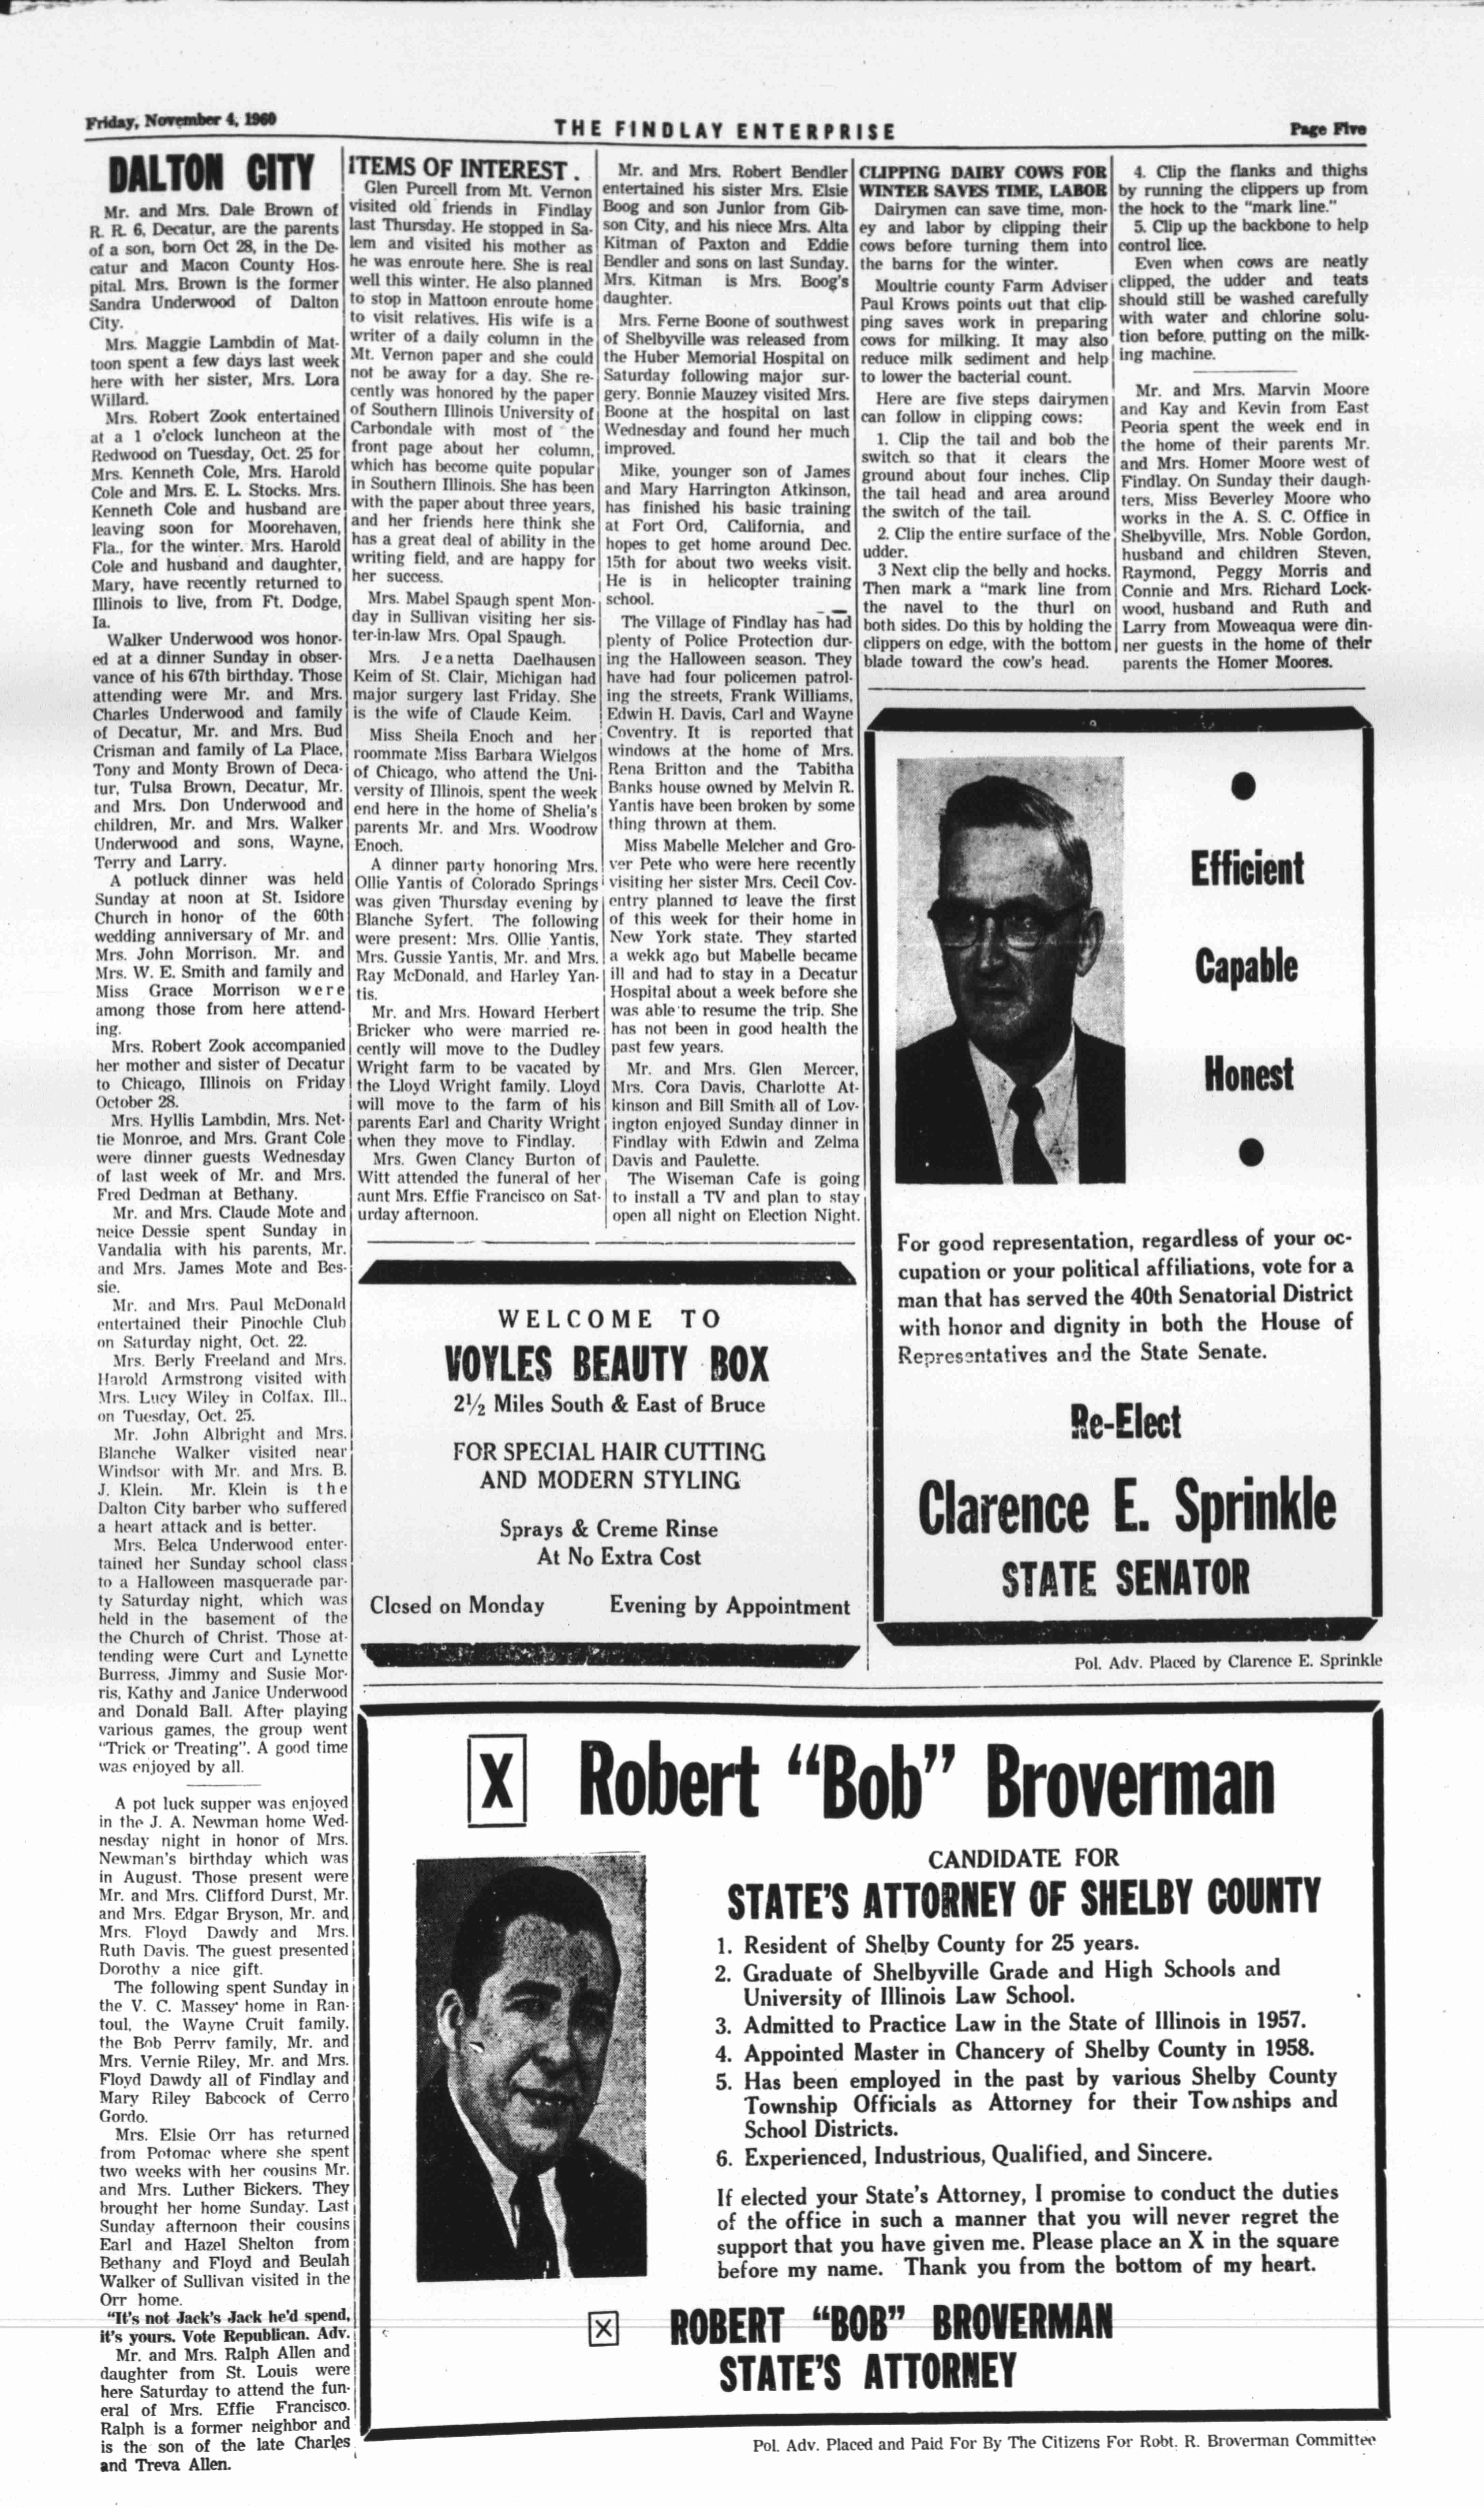 Friday, November 4, 1960
THE FINDLAY ENTERPRISE
Page Five
DALTON CITY
Mr. and Mrs. Dale Brown of
R. R. 6, Decatur, are the parents
of a son, born Oct 28, in the De-
catur and Macon County Hos-
pital. Mrs. Brown is the former
Sandra Underwood of Dalton
City.
Mrs. Maggie Lambdin of Mat-
toon spent a few days last week
here with her sister, Mrs. Lora
Willard.
Mrs. Robert Zook entertained
at a 1 o'clock luncheon at the
Redwood on Tuesday, Oct. 25 for
Mrs. Kenneth Cole, Mrs. Harold
Cole and Mrs. E. L. Stocks. Mrs.
Kenneth Cole and husband are
leaving soon for Moorehaven,
Fla., for the winter. Mrs. Harold
Cole and husband and daughter,
Mary, have recently returned to
Illinois to live, from Ft. Dodge,
Ia.
Walker Underwood wos honor-
ed at a dinner Sunday in obser-
vance of his 67th birthday. Those
attending were Mr. and Mrs.
Charles Underwood and family
of Decatur, Mr. and Mrs. Bud
Crisman and family of La Place,
Tony and Monty Brown of Deca-
tur, Tulsa Brown, Decatur, Mr.
and Mrs. Don Underwood and
children, Mr. and Mrs. Walker
Underwood and sons, Wayne,
Terry and Larry.
A potluck dinner was held
Sunday at noon at St. Isidore
Church in honor of the 60th
wedding anniversary of Mr. and
Mrs. John Morrison. Mr. and
Mrs. W. E. Smith and family and
Miss Grace Morrison were
among those from here attend-
ing.
Mrs. Robert Zook accompanied
her mother and sister of Decatur
to Chicago, Illinois on Friday
October 28.
Mrs. Hyllis Lambdin, Mrs. Net-
tie Monroe, and Mrs. Grant Cole
were dinner guests Wednesday
of last week of Mr. and Mrs.
Fred Dedman at Bethany.
Mr. and Mrs. Claude Mote and
neice Dessie spent Sunday in
Vandalia with his parents, Mr.
and Mrs. James Mote and Bes-
sie.
Mr. and Mrs. Paul McDonald
entertained their Pinochle Club
on Saturday night, Oct. 22.
Mrs. Berly Freeland and Mrs.
Harold Armstrong visited with
Mrs. Lucy Wiley in Colfax, Ill.,
on Tuesday, Oct. 25.
Mr. John Albright and Mrs.
Blanche Walker visited near
Windsor with Mr. and Mrs. B.
J. Klein. Mr. Klein is the
Dalton City barber who suffered
a heart attack and is better.
Mrs. Belca Underwood enter-
tained her Sunday school class
to a Halloween masquerade par-
ty Saturday night, which was
held in the basement of the
the Church of Christ. Those at-
tending were Curt and Lynette
Burress, Jimmy and Susie Mor-
ris, Kathy and Janice Underwood
and Donald Ball. After playing
various games, the group went
"Trick or Treating". A good time
was enjoyed by all.
A pot luck supper was enjoyed
in the J. A. Newman home Wed-
nesday night in honor of Mrs.
Newman's birthday which was
in August. Those present were
Mr. and Mrs. Clifford Durst, Mr.
and Mrs. Edgar Bryson, Mr. and
Mrs. Floyd Dawdy and Mrs.
Ruth Davis. The guest presented
Dorothy a nice gift.
The following spent Sunday in
the V. C. Massey home in Ran-
toul, the Wayne Cruit family,
the Bob Perry family, Mr. and
Mrs. Vernie Riley, Mr. and Mrs.
Floyd Dawdy all of Findlay and
Mary Riley Babcock of Cerro
Gordo.
Mrs. Elsie Orr has returned
from Potomac where she spent
two weeks with her cousins Mr.
and Mrs. Luther Bickers. They
brought her home Sunday. Last
Sunday afternoon their cousins
Earl and Hazel Shelton from
Bethany and Floyd and Beulah
Walker of Sullivan visited in the
Orr home.
"It's not Jack's Jack he'd spend,
it's yours. Vote Republican. Adv.
Mr. and Mrs. Ralph Allen and
daughter from St. Louis were
here Saturday to attend the fun-
eral of Mrs. Effie Francisco.
Ralph is a former neighbor and
is the son of the late Charles
and Treva Allen.
ITEMS OF INTEREST.
Glen Purcell from Mt. Vernon
visited old friends in Findlay
last Thursday. He stopped in Sa-
lem and visited his mother as
he was enroute here. She is real
well this winter. He also planned
to stop in Mattoon enroute home
to visit relatives. His wife is a
writer of a daily column in the
Mt. Vernon paper and she could
not be away for a day. She re-
cently was honored by the paper
of Southern Illinois University of
Carbondale with most of the
front page about her column,
which has become quite popular
in Southern Illinois. She has been
with the paper about three years,
and her friends here think she
has a great deal of ability in the
writing field, and are happy for
her success.
Mrs. Mabel Spaugh spent Mon-
day in Sullivan visiting her sis-
ter-in-law Mrs. Opal Spaugh.
Mrs. Jeanetta Daelhausen
Keim of St. Clair, Michigan had
major surgery last Friday. She
is the wife of Claude Keim.
Miss Sheila Enoch and her
roommate Miss Barbara Wielgos
of Chicago, who attend the Uni-
versity of Illinois, spent the week
end here in the home of Shelia's
parents Mr. and Mrs. Woodrow
Enoch.
A dinner party honoring Mrs.
Ollie Yantis of Colorado Springs
was given Thursday evening by
Blanche Syfert. The following
were present: Mrs. Ollie Yantis,
Mrs. Gussie Yantis, Mr. and Mrs.
Ray McDonald, and Harley Yan-
tis.
Mr. and Mrs. Howard Herbert
Bricker who were married re-
cently will move to the Dudley
Wright farm to be vacated by
the Lloyd Wright family. Lloyd
will move to the farm of his
parents Earl and Charity Wright
when they move to Findlay.
Mrs. Gwen Clancy Burton of
Witt attended the funeral of her
aunt Mrs. Effie Francisco on Sat-
urday afternoon.
Mr. and Mrs. Robert Bendler
entertained his sister Mrs. Elsie
Boog and son Junior from Gib-
son City, and his niece Mrs. Alta
Kitman of Paxton and Eddie
Bendler and sons on last Sunday.
Mrs. Kitman is Mrs. Boog's
daughter.
Mrs. Ferne Boone of southwest
of Shelbyville was released from
the Huber Memorial Hospital on
Saturday following major sur-
gery. Bonnie Mauzey visited Mrs.
Boone at the hospital on last
Wednesday and found her much
improved.
Mike, younger son of James
and Mary Harrington Atkinson,
has finished his basic training
at Fort Ord, California, and
hopes to get home around Dec.
15th for about two weeks visit.
He is in helicopter training
school.
The Village of Findlay has had
plenty of Police Protection dur-
ing the Halloween season. They
have had four policemen patrol-
ing the streets, Frank Williams,
Edwin H. Davis, Carl and Wayne
Coventry. It is reported that
windows at the home of Mrs.
Rena Britton and the Tabitha
Banks house owned by Melvin R.
Yantis have been broken by some
thing thrown at them.
Miss Mabelle Melcher and Gro-
ver Pete who were here recently
visiting her sister Mrs. Cecil Cov-
entry planned to leave the first
of this week for their home in
New York state. They started
a wekk ago but Mabelle became
ill and had to stay in a Decatur
Hospital about a week before she
was able to resume the trip. She
has not been in good health the
past few years.
Mr. and Mrs. Glen Mercer,
Mrs. Cora Davis, Charlotte At-
kinson and Bill Smith all of Lov-
ington enjoyed Sunday dinner in
Findlay with Edwin and Zelma
Davis and Paulette.
The Wiseman Cafe is going
to install a TV and plan to stay
open all night on Election Night.
CLIPPING DAIRY COWS FOR
WINTER SAVES TIME, LABOR
Dairymen can save time, mon-
ey and labor by clipping their
cows before turning them into
the barns for the winter.
Moultrie county Farm Adviser
Paul Krows points out that clip-
ping saves work in preparing
cows for milking. It may also
reduce milk sediment and help
to lower the bacterial count.
Here are five steps dairymen
can follow in clipping cows:
1. Clip the tail and bob the
switch so that it clears the
ground about four inches. Clip
the tail head and area around
the switch of the tail.
2. Clip the entire surface of the
udder.
3 Next clip the belly and hocks.
Then mark a "mark line from
the navel to the thurl on
both sides. Do this by holding the
clippers on edge, with the bottom
blade toward the cow's head.
4. Clip the flanks and thighs
by running the clippers up from
the hock to the "mark line."
5. Clip up the backbone to help
control lice.
Even when cows are neatly
clipped, the udder and teats
should still be washed carefully
with water and chlorine solu-
tion before putting on the milk-
ing machine.
Mr. and Mrs. Marvin Moore
and Kay and Kevin from East
Peoria spent the week end in
the home of their parents Mr.
and Mrs. Homer Moore west of
Findlay. On Sunday their daugh-
ters, Miss Beverley Moore who
works in the A. S. C. Office in
Shelbyville, Mrs. Noble Gordon,
husband and children Steven,
Raymond, Peggy Morris and
Connie and Mrs. Richard Lock-
wood, husband and Ruth and
Larry from Moweaqua were din-
ner guests in the home of their
parents the Homer Moores.
WELCOME TO
VOYLES BEAUTY BOX
2½ Miles South & East of Bruce
FOR SPECIAL HAIR CUTTING
AND MODERN STYLING
Sprays & Creme Rinse
At No Extra Cost
Closed on Monday Evening by Appointment
Efficient
Capable
Honest
For good representation, regardless of your oc-
cupation or your political affiliations, vote for a
man that has served the 40th Senatorial District
with honor and dignity in both the House of
Representatives and the State Senate.
Re-Elect
Clarence E. Sprinkle
STATE SENATOR
Pol. Adv. Placed by Clarence E. Sprinkle
X Robert "Bob" Broverman
CANDIDATE FOR
STATE'S ATTORNEY OF SHELBY COUNTY
1. Resident of Shelby County for 25 years.
2. Graduate of Shelbyville Grade and High Schools and
University of Illinois Law School.
3. Admitted to Practice Law in the State of Illinois in 1957.
4. Appointed Master in Chancery of Shelby County in 1958.
5. Has been employed in the past by various Shelby County
Township Officials as Attorney for their Townships and
School Districts.
6. Experienced, Industrious, Qualified, and Sincere.
If elected your State's Attorney, I promise to conduct the duties
of the office in such a manner that you will never regret the
support that you have given me. Please place an X in the square
before my name. Thank you from the bottom of my heart.
X ROBERT "BOB" BROVERMAN
STATE'S ATTORNEY
Pol. Adv. Placed and Paid For By The Citizens For Robt. R. Broverman Committee